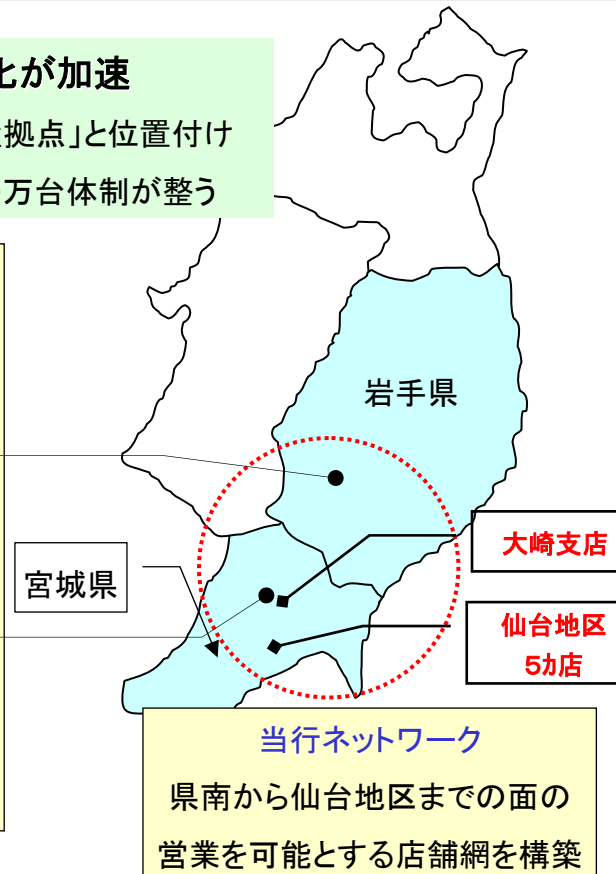 化が加速
拠点」と位置付け
万台体制が整う
岩手県
大崎支店
宮城県
仙台地区
5ｶ店
当行ネットワーク
県南から仙台地区までの面の
営業を可能とする店舗網を構築